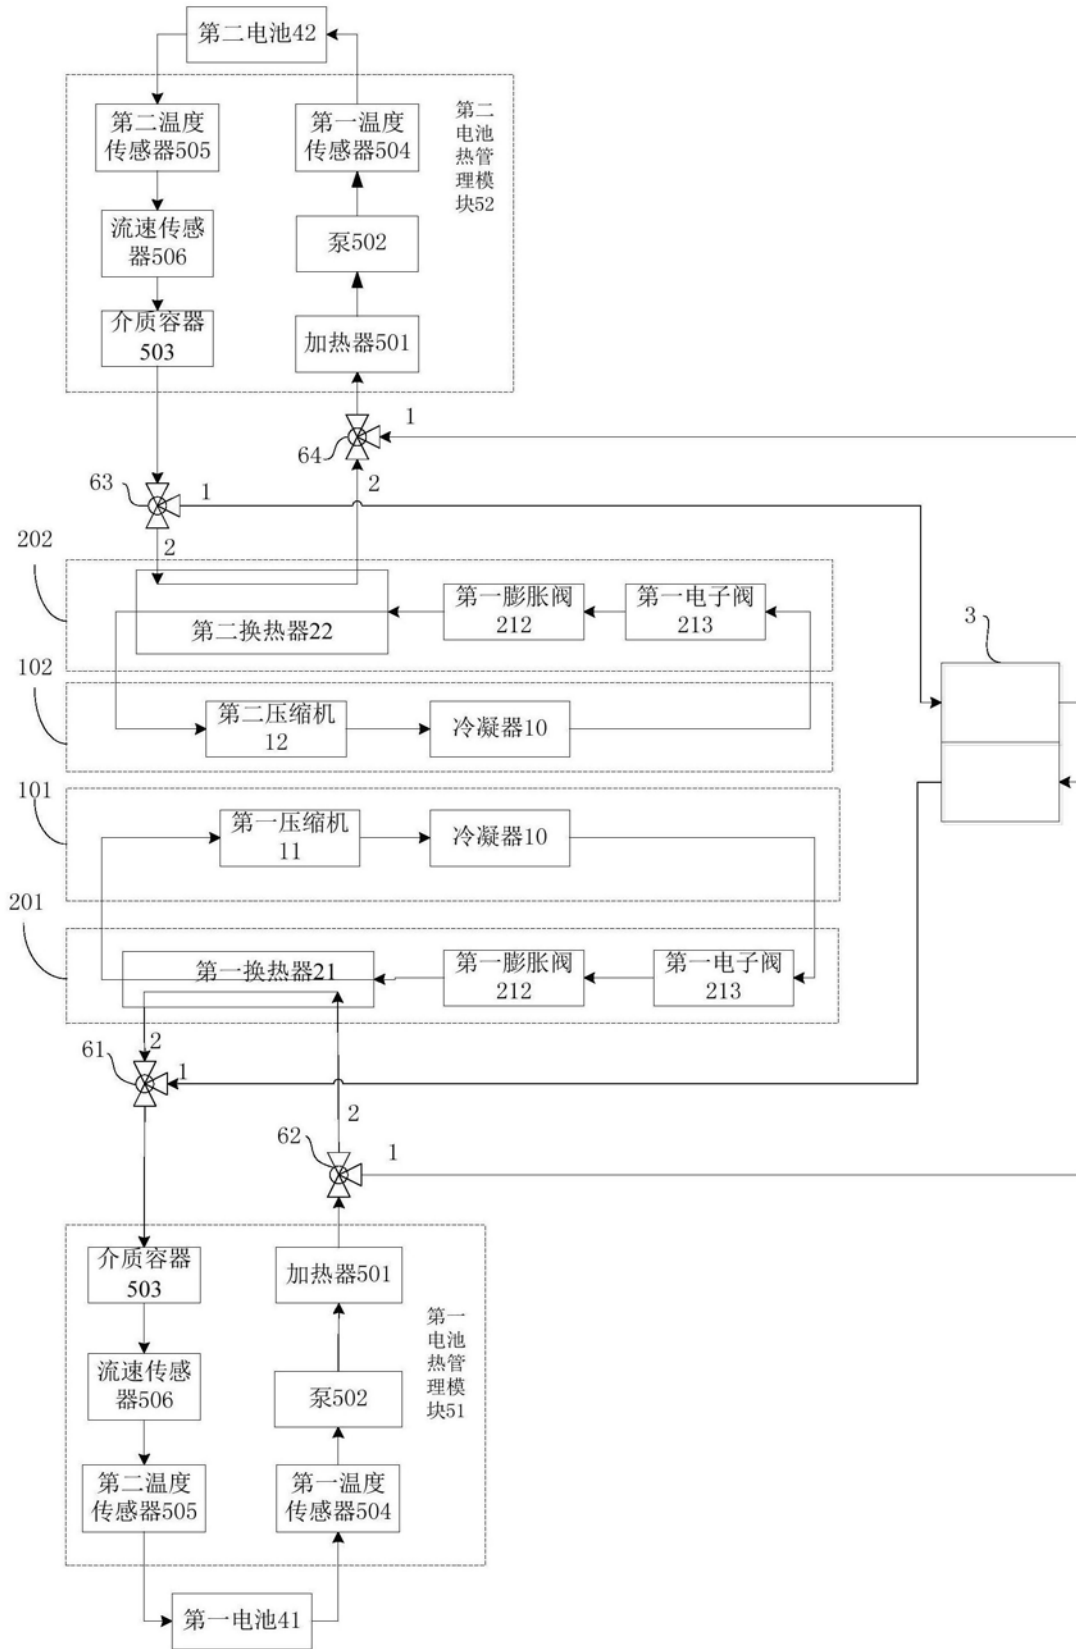 第二电池42
第二温度
传感器505
第一温度
传感器504
第二
电池
热管
理模
块52
流速传感
器506
泵502
介质容器
503
加热器501
1
64
2
63
1
2
202
第二换热器22
第一膨胀阀
212
第一电子阀
213
3
102
第二压缩机
12
冷凝器10
101
第一压缩机
11
冷凝器10
201
第一换热器21
第一膨胀阀
212
第一电子阀
213
2
61
1
2
62
1
介质容器
503
加热器501
第一
电池
热管
理模
块51
流速传感
器506
泵502
第二温度
传感器505
第一温度
传感器504
第一电池41